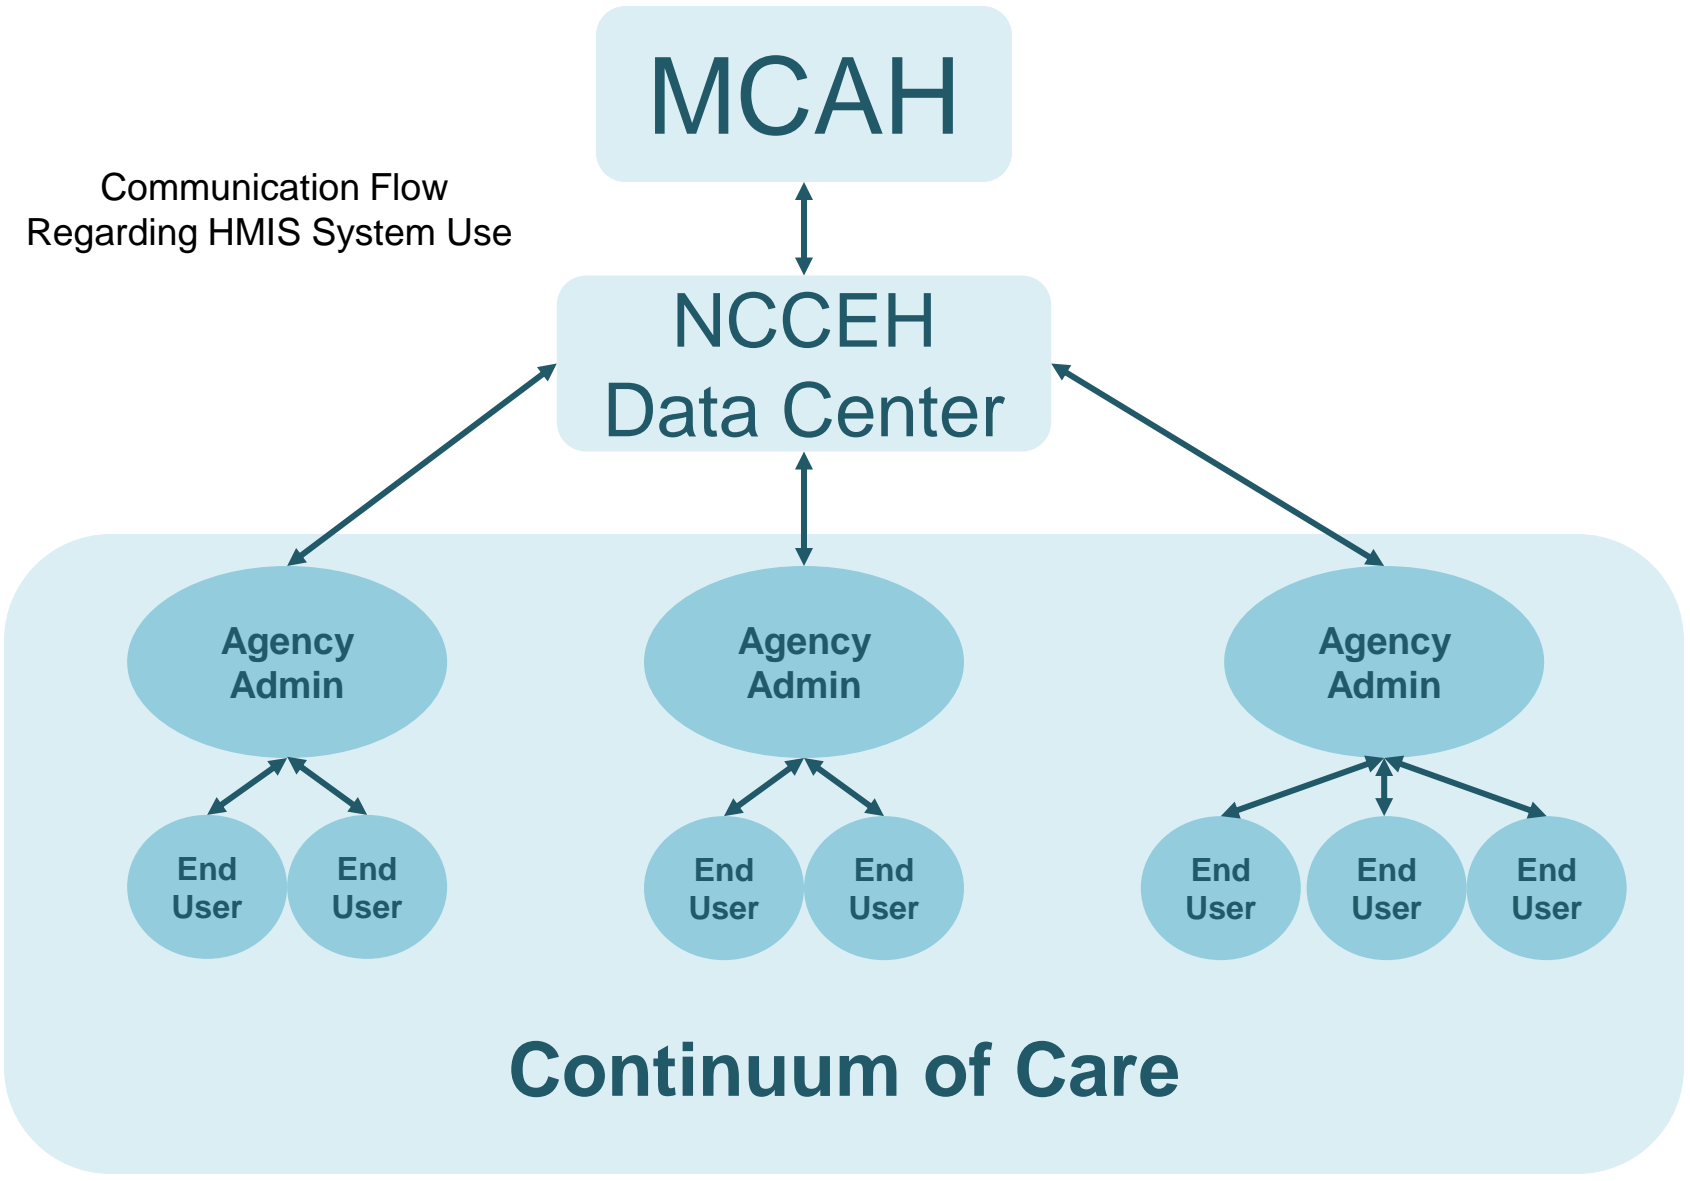 MCAH
Communication Flow
Regarding HMIS System Use
NCCEH
Data Center
Agency
Admin
Agency
Admin
Agency
Admin
End
User
End
User
End
User
End
User
End
User
End
User
End
User
Continuum of Care